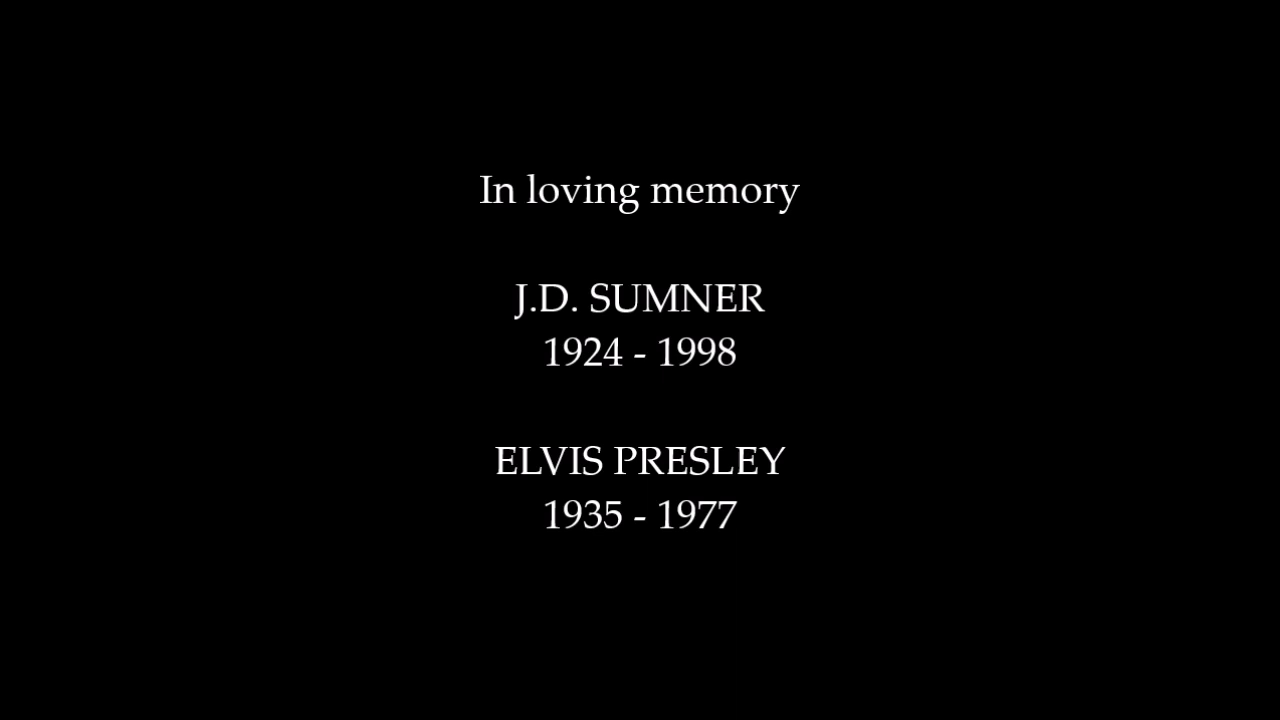 In loving memory
J.D. SUMNER
1924 - 1998
ELVIS PRESLEY
1935 - 1977